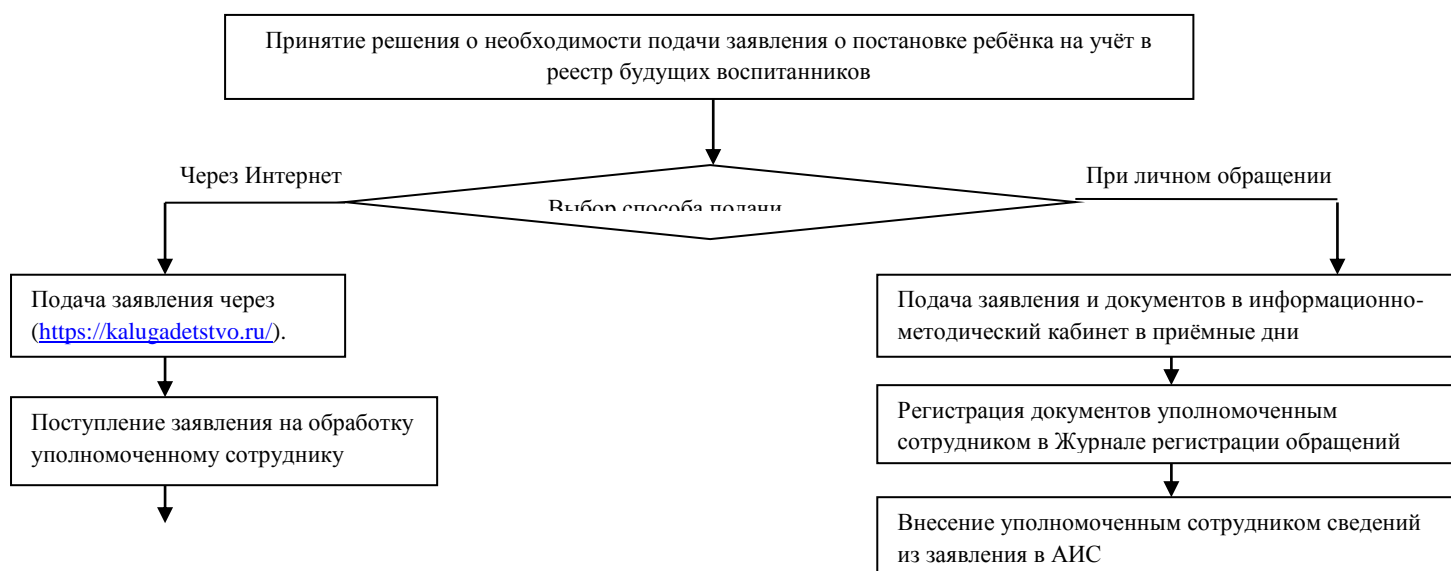 Принятие решения о необходимости подачи заявления о постановке ребёнка на учёт в
реестр будущих воспитанников
Через Интернет
При личном обращении
Выбор способа подачи
Подача заявления через
(https://kalugadetstvo.ru/).
Подача заявления и документов в информационно-
методический кабинет в приёмные дни
Поступление заявления на обработку
уполномоченному сотруднику
Регистрация документов уполномоченным
сотрудником в Журнале регистрации обращений
Внесение уполномоченным сотрудником сведений
из заявления в АИС